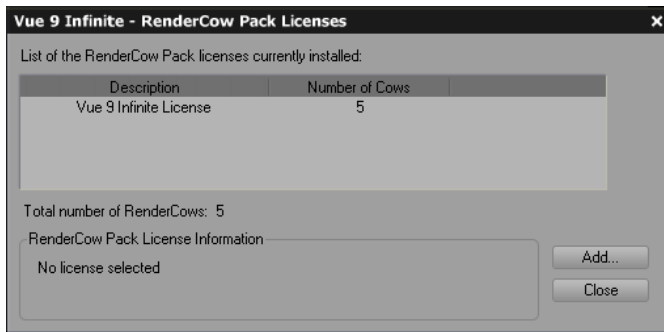 Vue 9 Infinite - RenderCow Pack Licenses
List of the RenderCow Pack licenses currently installed:
Description Number of Cows
Vue 9 Infinite License 5
Total number of RenderCows: 5
RenderCow Pack License Information
No license selected
Add...
Close